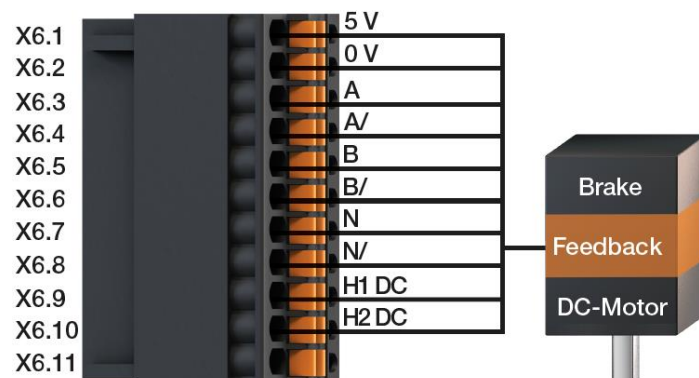 X6.1 5 V
X6.2 0 V
X6.3 A
X6.4 A/
X6.5 B
X6.6 B/
X6.7 N
X6.8 N/
X6.9 H1 DC
X6.10 H2 DC
X6.11
Brake
Feedback
DC-Motor